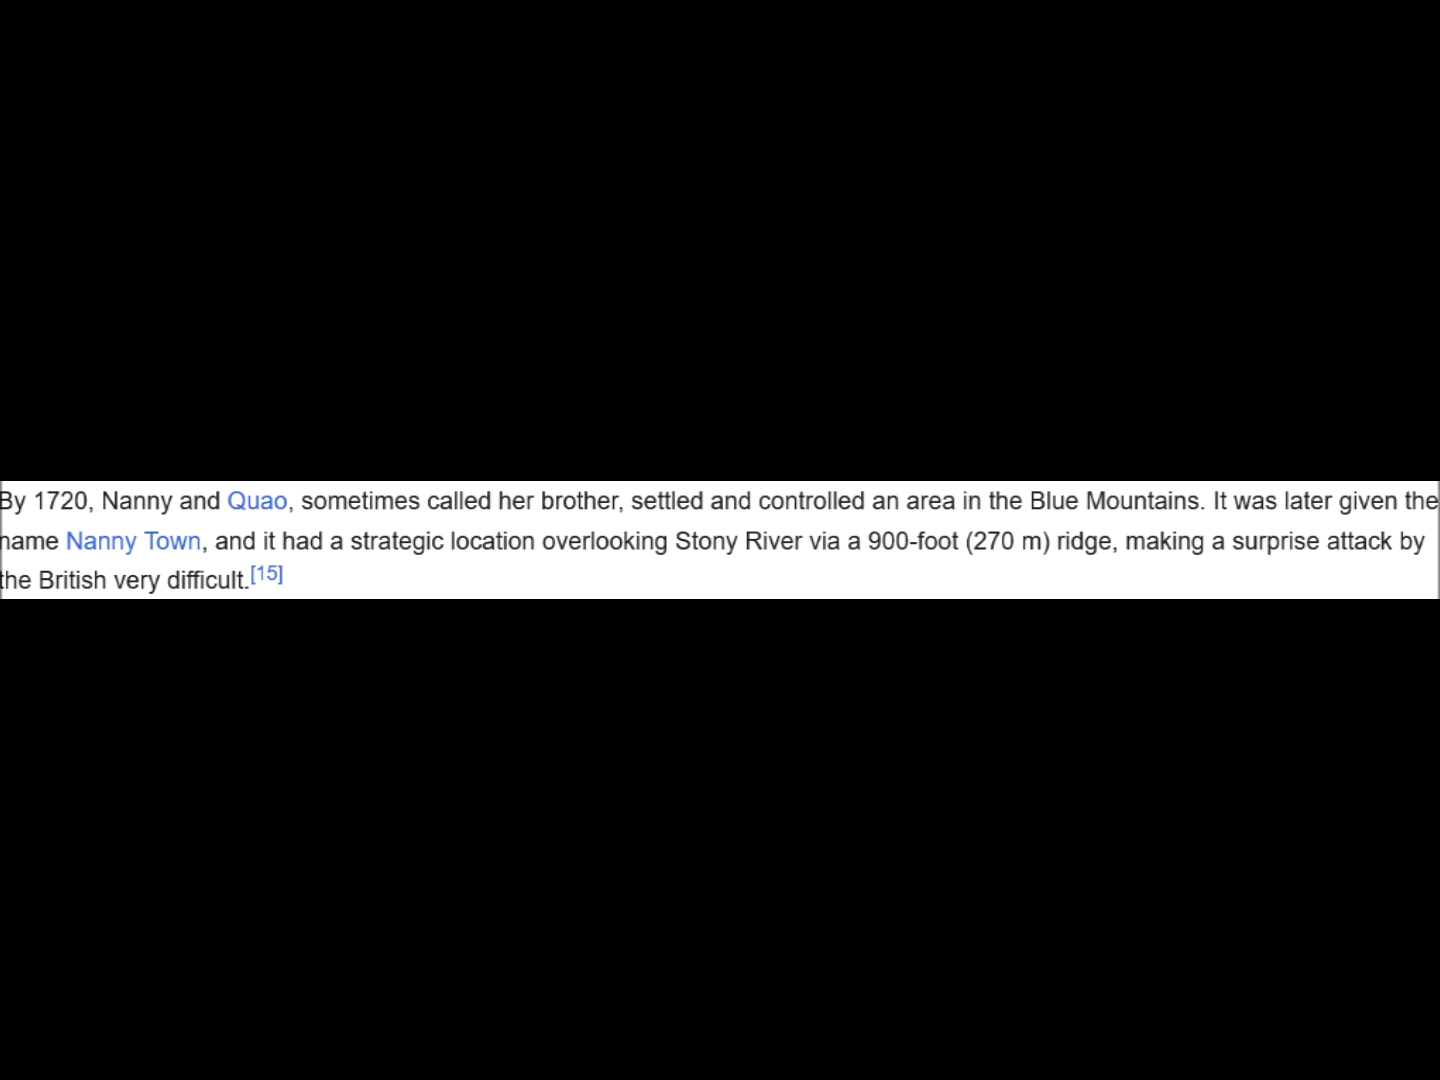 By 1720, Nanny and Quao, sometimes called her brother, settled and controlled an area in the Blue Mountains. It was later given the
name Nanny Town, and it had a strategic location overlooking Stony River via a 900-foot (270 m) ridge, making a surprise attack by
the British very difficult.[15]